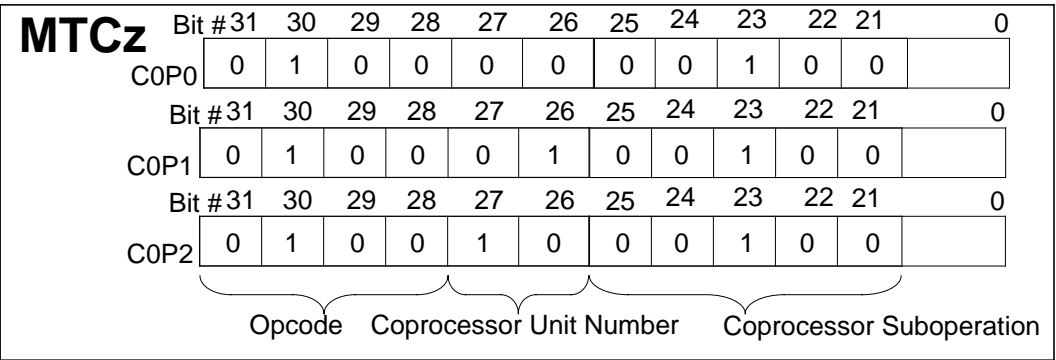 MTCz Bit # 31 30 29 28 27 26 25 24 23 22 21 0
C0P0 0 1 0 0 0 0 0 0 1 0 0
Bit # 31 30 29 28 27 26 25 24 23 22 21 0
C0P1 0 1 0 0 0 1 0 0 1 0 0
Bit # 31 30 29 28 27 26 25 24 23 22 21 0
C0P2 0 1 0 0 1 0 0 0 1 0 0
Opcode Coprocessor Unit Number Coprocessor Suboperation